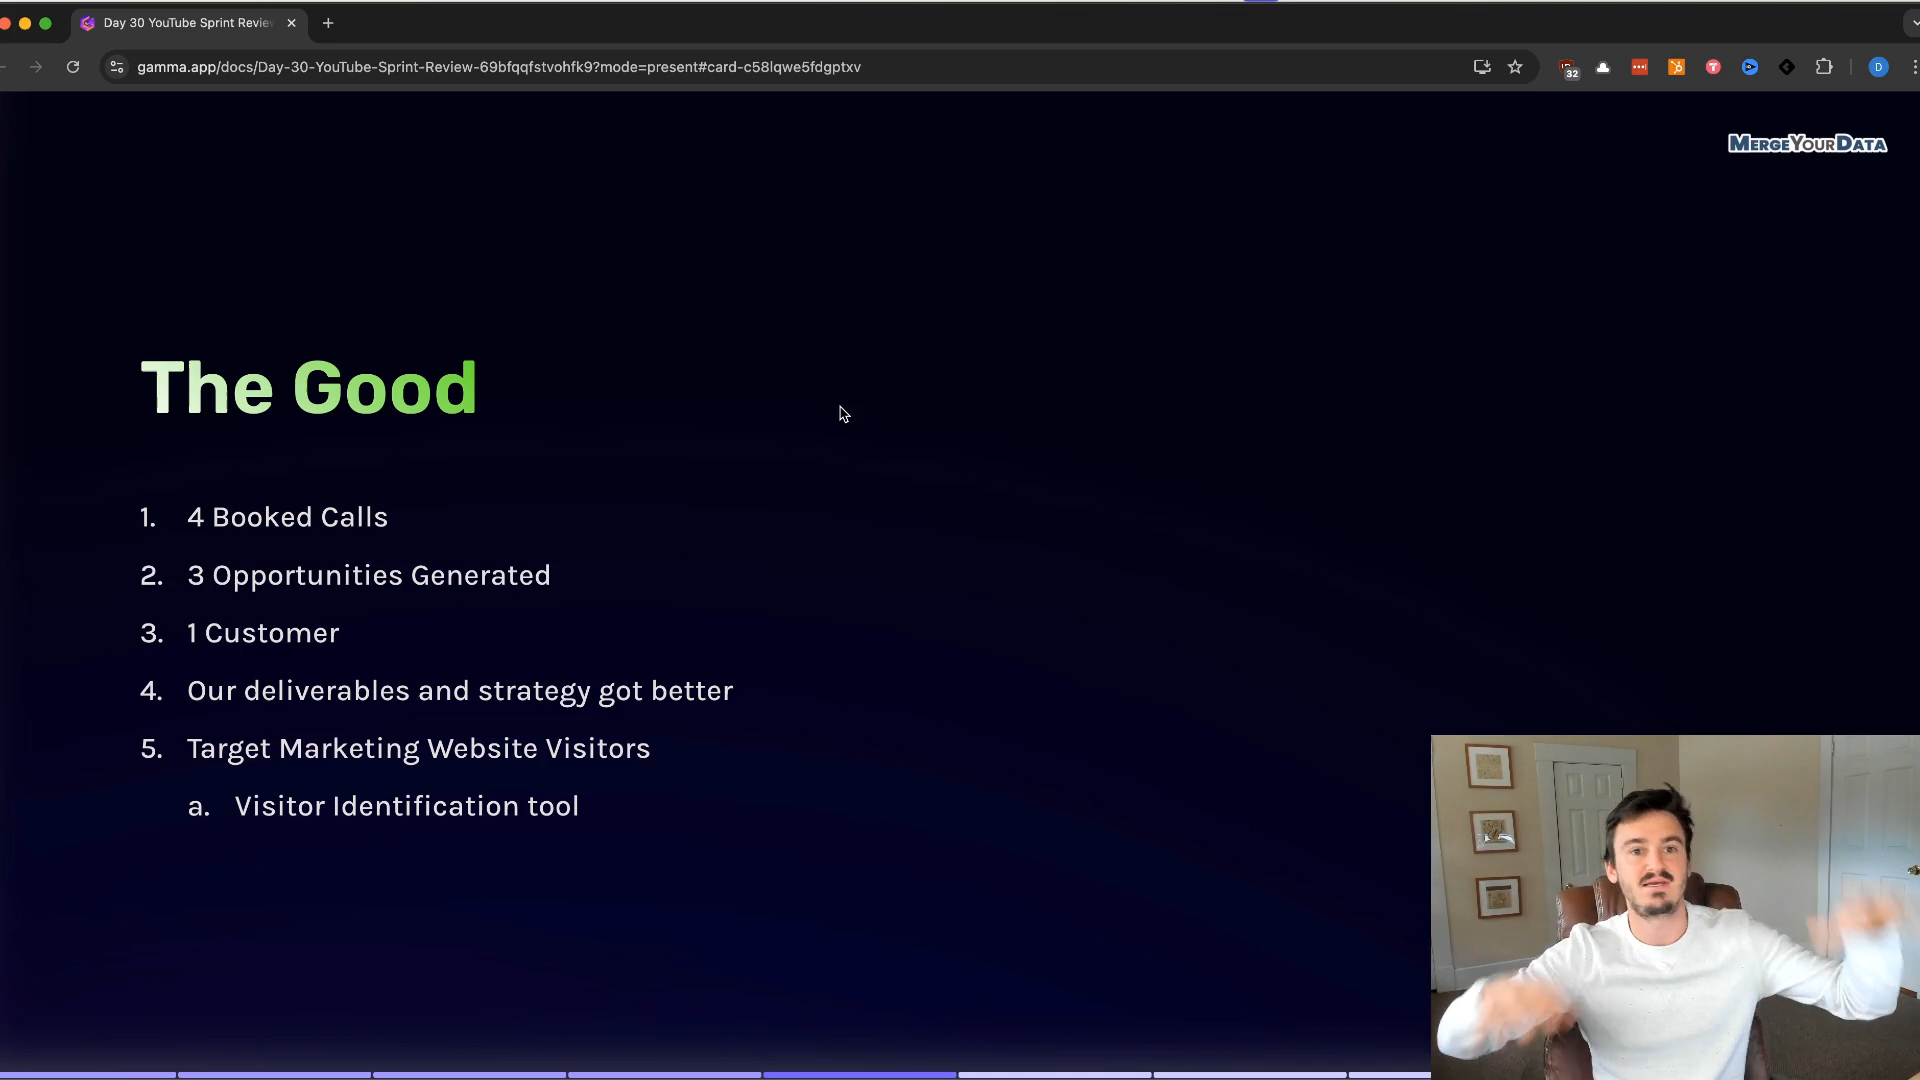 Day 30 YouTube Sprint Review
gamma.app/docs/Day-30-YouTube-Sprint-Review-69bfqqfstvohfk9?mode=present#card-c58lqwe5fdgptxv
32
D
MERGEYOURDATA
The Good
1. 4 Booked Calls
2. 3 Opportunities Generated
3. 1 Customer
4. Our deliverables and strategy got better
5. Target Marketing Website Visitors
a. Visitor Identification tool